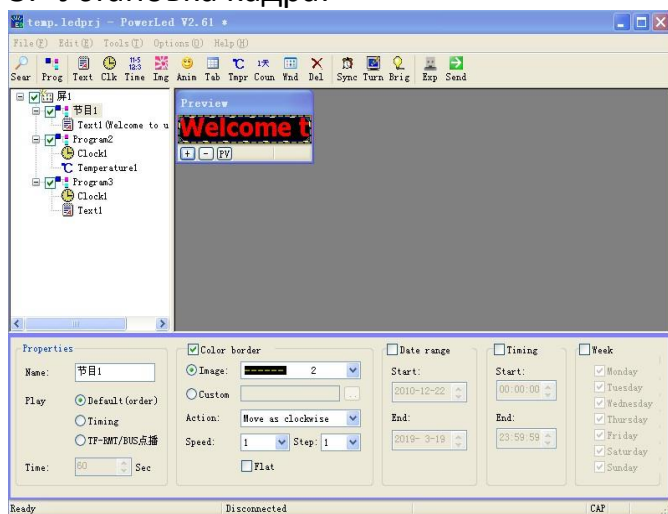 Установка кадра.
temp.ledprj - PowerLed V2.61 *
File(F) Edit(E) Tools(T) Options(O) Help(H)
Sear Prog Text Clk Time Img Anim Tab Tmpr Coun Wnd Del Sync Turn Brig Exp Send
屏1
节目1
Text1(Welcome to u
Program2
Clock1
Temperature1
Program3
Clock1
Text1
Preview
Welcome t
+ - PV
Properties
Name: 节目1
Play Default(order)
Timing
TF-RMT/BUS点播
Time: 60 Sec
Color border
Image: 2
Custom ..
Action: Move as clockwise
Speed: 1 Step: 1
Flat
Date range
Start:
2010-12-22
End:
2019- 3-19
Timing
Start:
00:00:00
End:
23:59:59
Week
Monday
Tuesday
Wednesday
Thursday
Friday
Saturday
Sunday
Ready Disconnected CAP